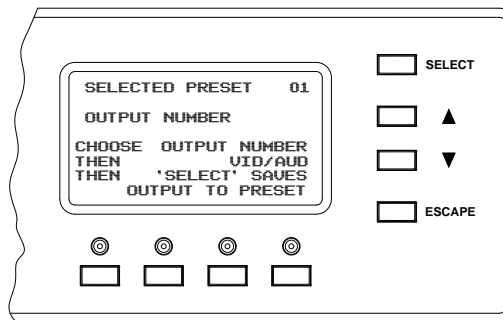 SELECTED PRESET 01
OUTPUT NUMBER
CHOOSE OUTPUT NUMBER
THEN VID/AUD
THEN 'SELECT' SAVES
OUTPUT TO PRESET
SELECT
▲
▼
ESCAPE